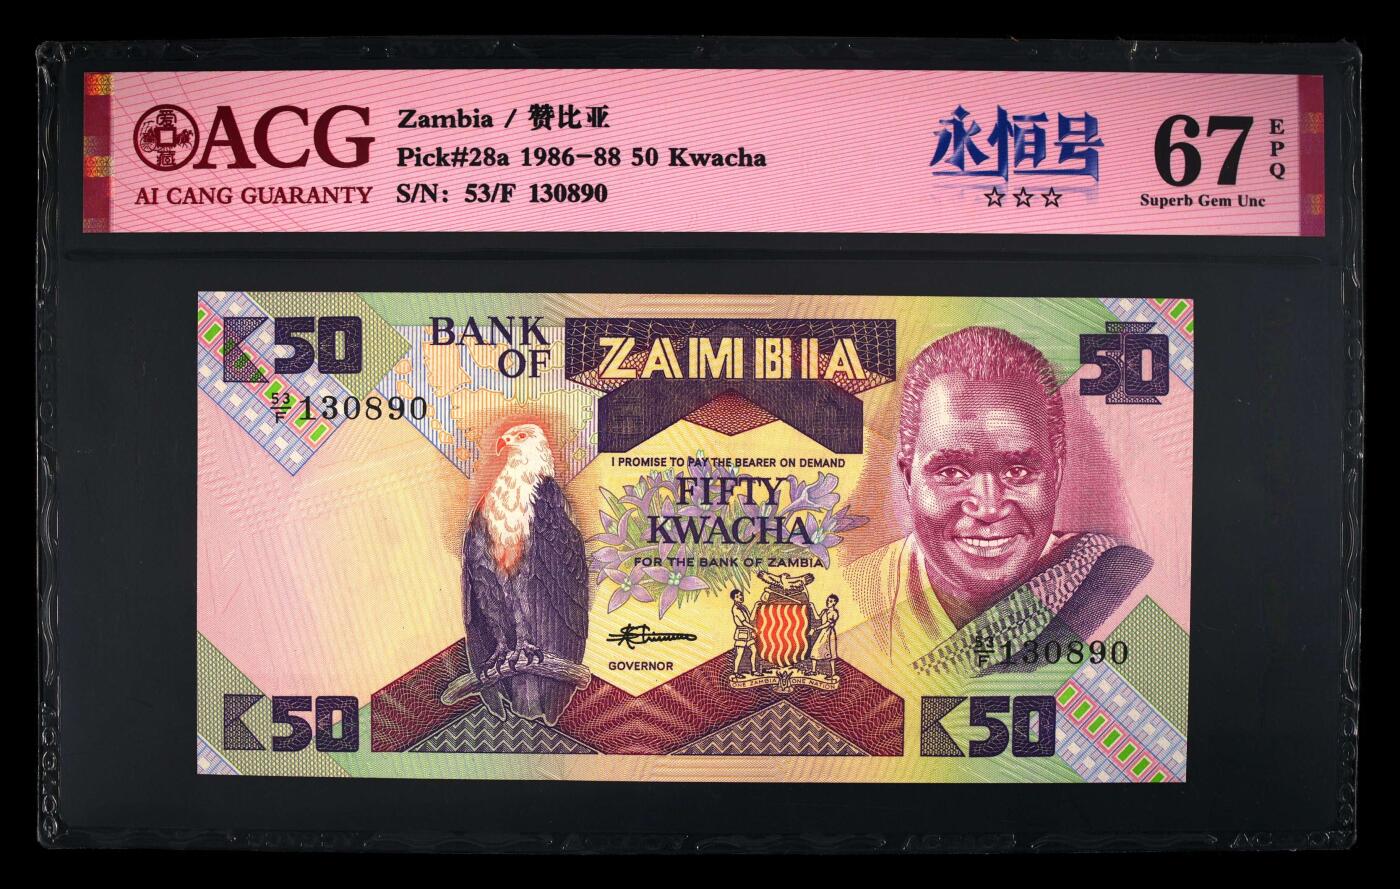 ACG
AI CANG GUARANTY
Zambia / 赞比亚
Pick#28a 1986-88 50 Kwacha
S/N: 53/F 130890
永恒号
☆☆☆
67
EPQ
Superb Gem Unc
K50
BANK
OF
ZAMBIA
50
53/F 130890
I PROMISE TO PAY THE BEARER ON DEMAND
FIFTY
KWACHA
FOR THE BANK OF ZAMBIA
GOVERNOR
ONE ZAMBIA ONE NATION
53/F 130890
K50
K50